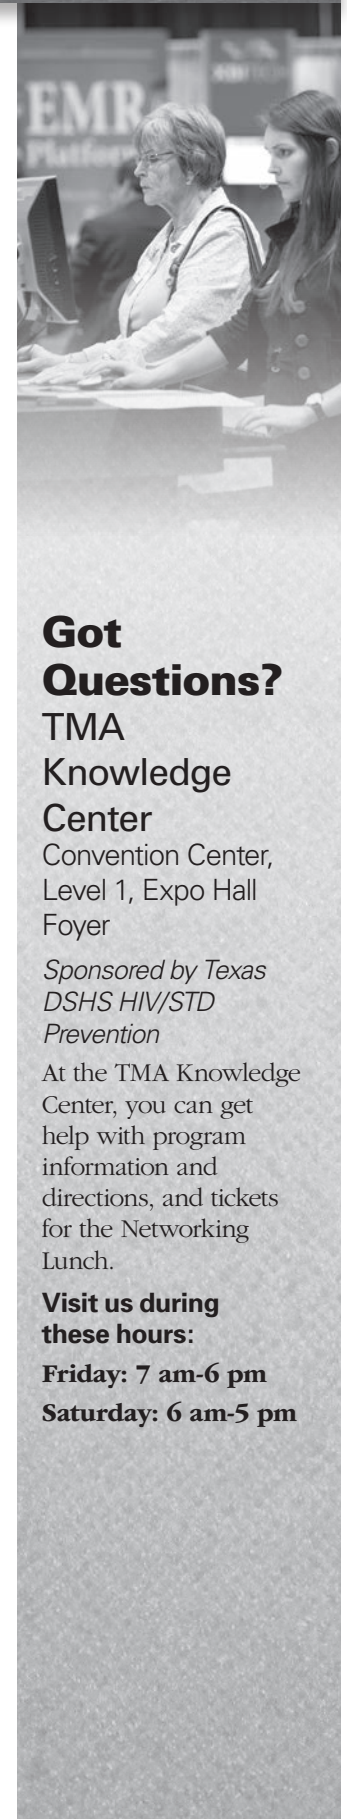 EMR
Platform
Got
Questions?
TMA
Knowledge
Center
Convention Center,
Level 1, Expo Hall
Foyer
Sponsored by Texas
DSHS HIV/STD
Prevention
At the TMA Knowledge
Center, you can get
help with program
information and
directions, and tickets
for the Networking
Lunch.
Visit us during
these hours:
Friday: 7 am-6 pm
Saturday: 6 am-5 pm